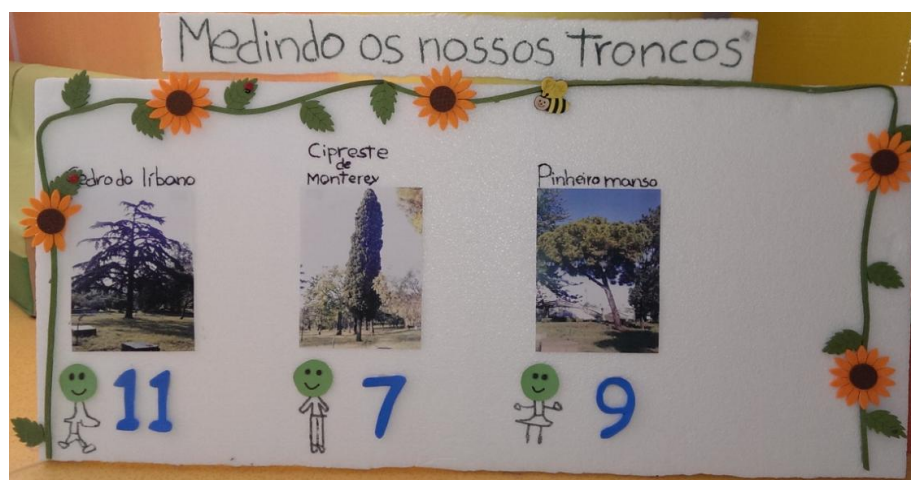 Medindo os nossos Troncos
Cedro do líbano
Cipreste
de
Monterey
Pinheiro manso
11
7
9